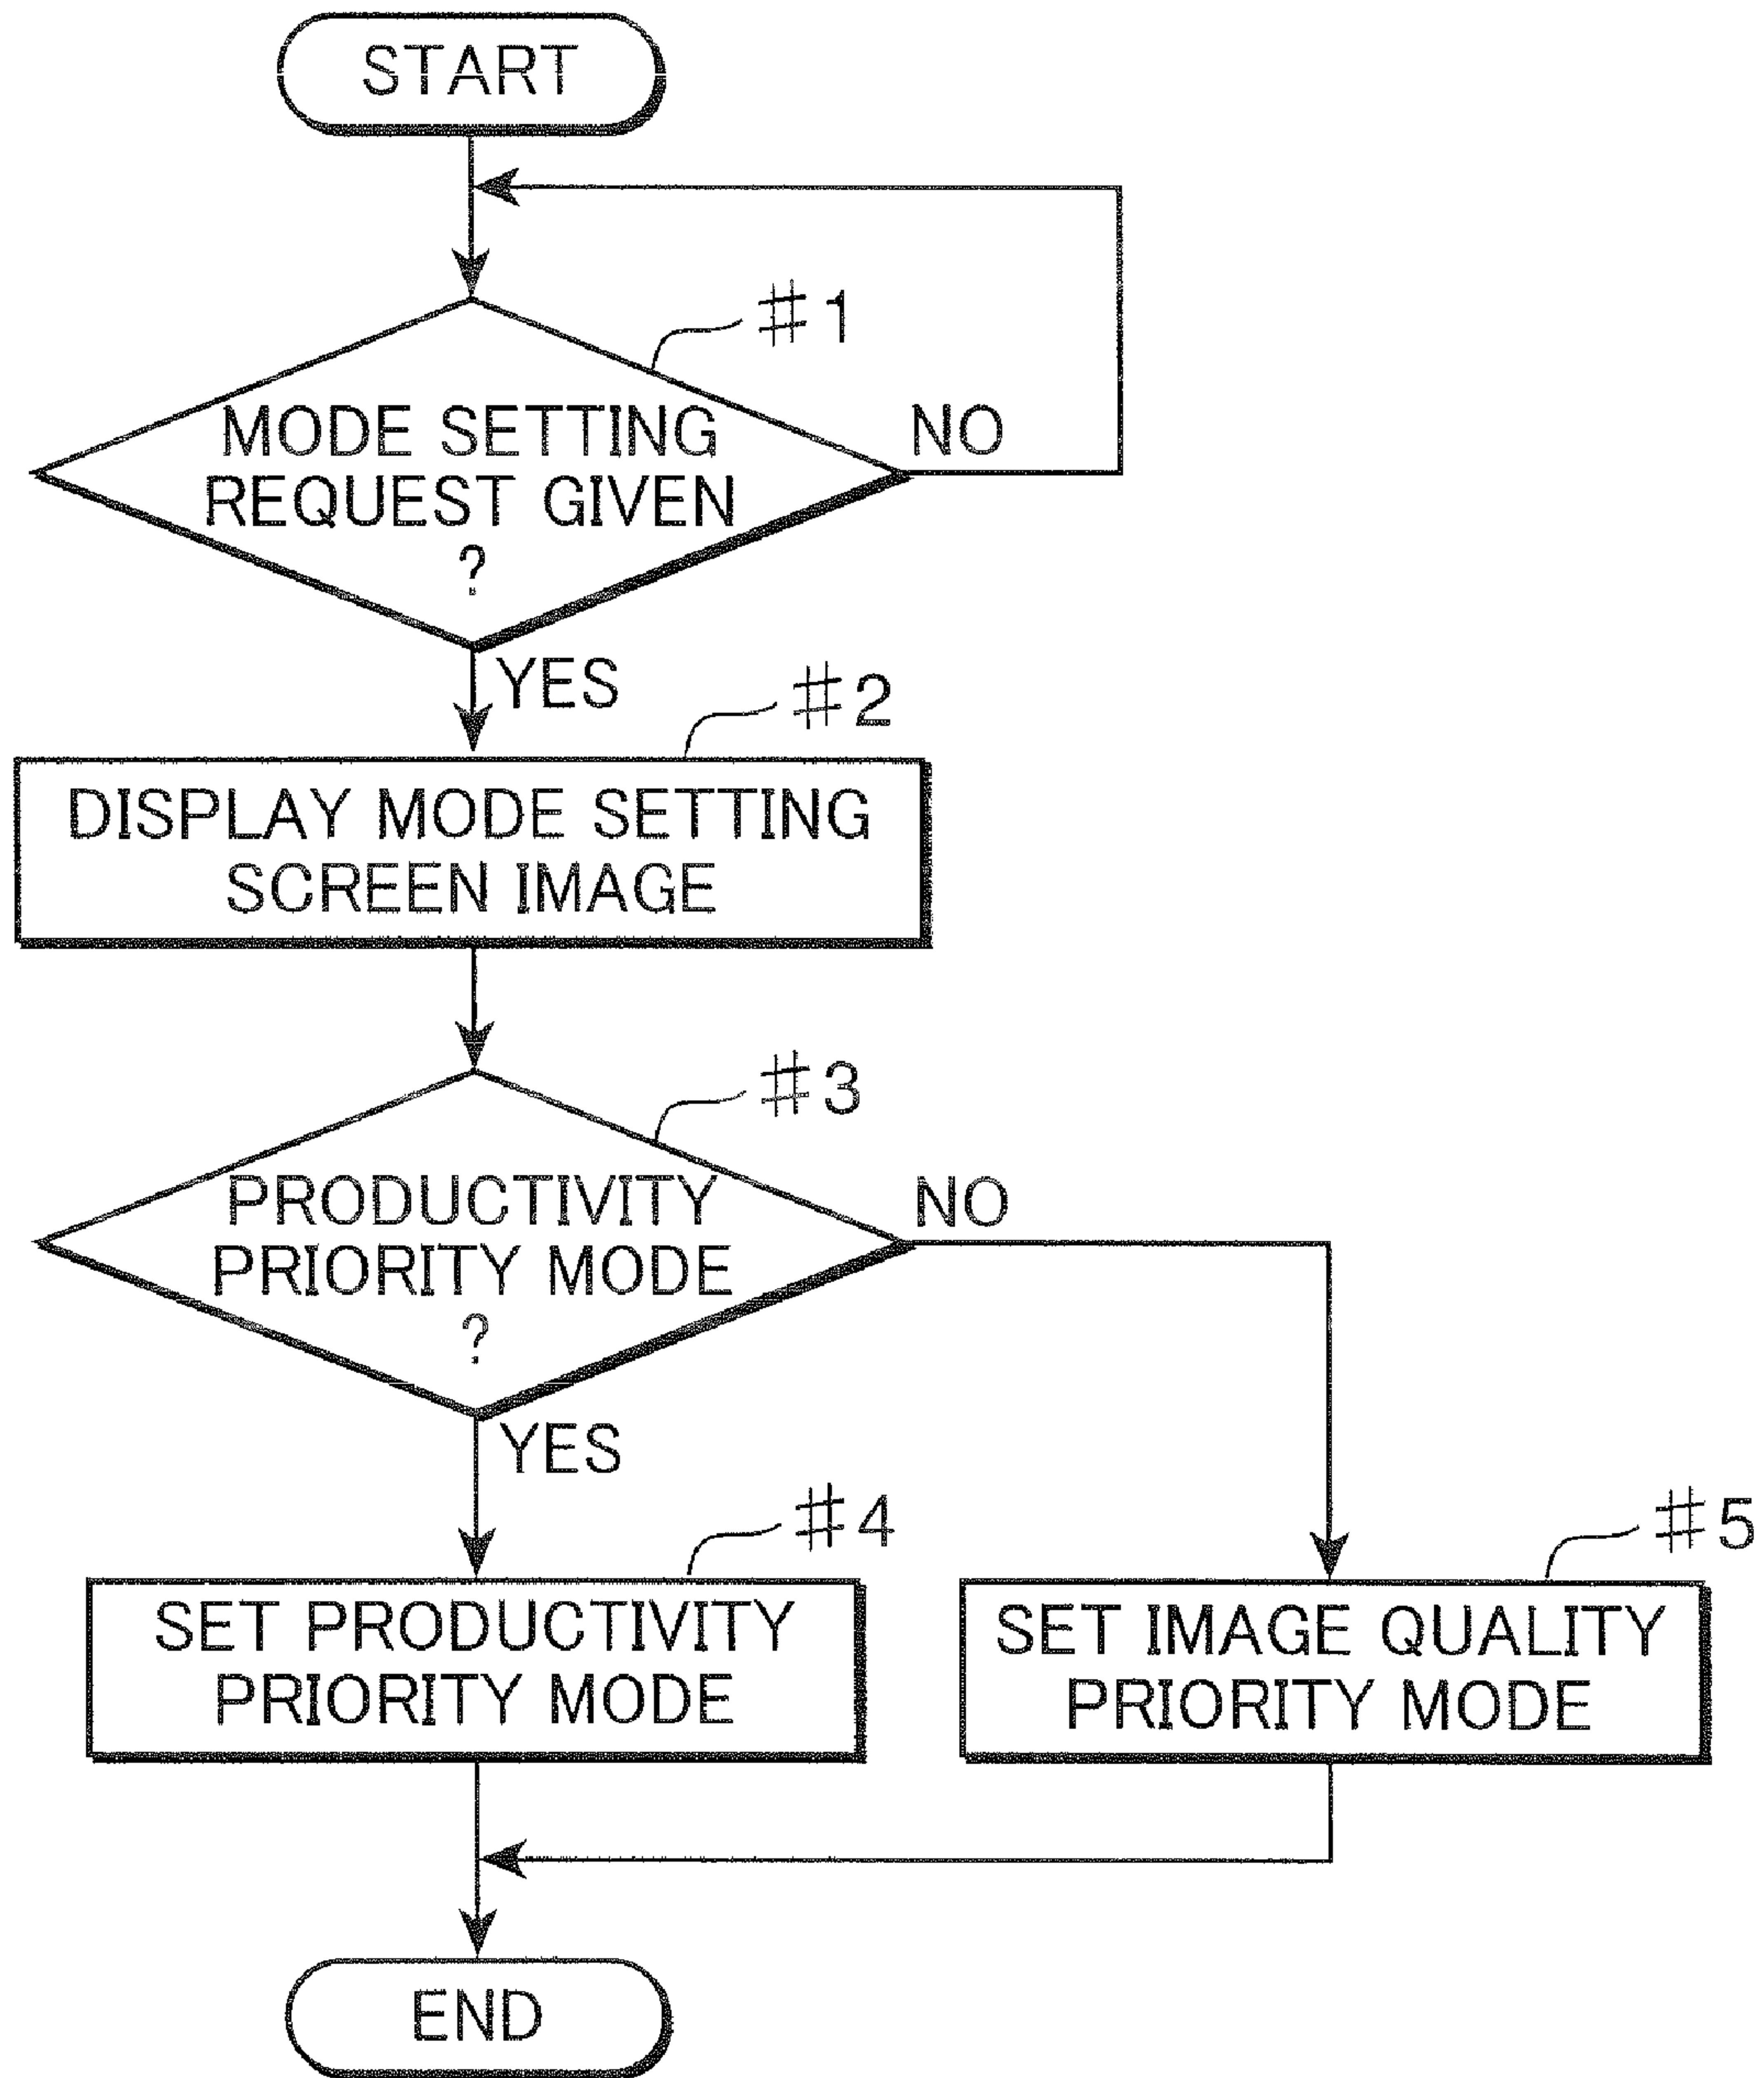 START
#1
MODE SETTING
REQUEST GIVEN
?
NO
YES
#2
DISPLAY MODE SETTING
SCREEN IMAGE
#3
PRODUCTIVITY
PRIORITY MODE
?
NO
YES
#4
SET PRODUCTIVITY
PRIORITY MODE
#5
SET IMAGE QUALITY
PRIORITY MODE
END